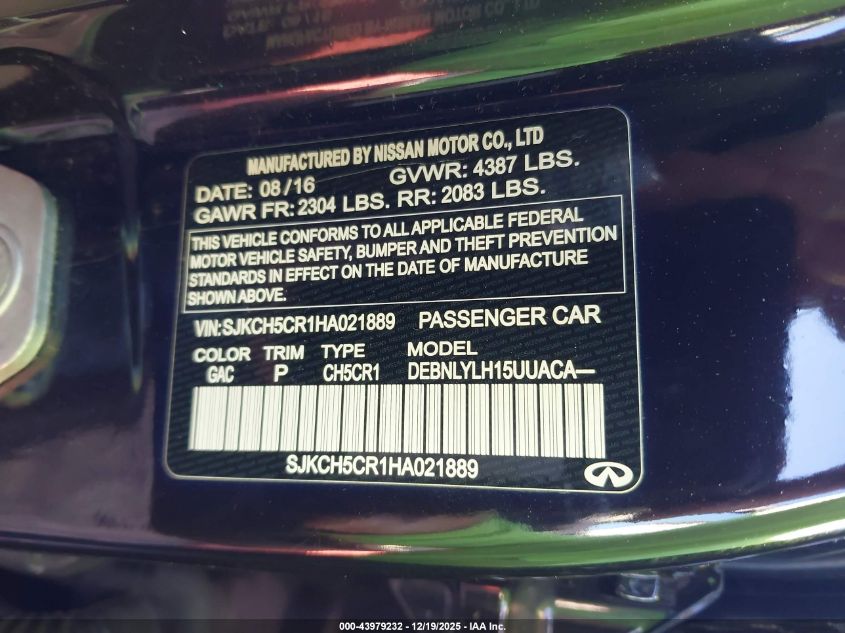 MANUFACTURED BY NISSAN MOTOR CO., LTD
DATE: 08/16 GVWR: 4387 LBS.
GAWR FR: 2304 LBS. RR: 2083 LBS.
THIS VEHICLE CONFORMS TO ALL APPLICABLE FEDERAL
MOTOR VEHICLE SAFETY, BUMPER AND THEFT PREVENTION
STANDARDS IN EFFECT ON THE DATE OF MANUFACTURE
SHOWN ABOVE.
VIN:SJKCH5CR1HA021889 PASSENGER CAR
COLOR TRIM TYPE MODEL
GAC P CH5CR1 DEBNLYLH15UUACA—
SJKCH5CR1HA021889
000-43979232 - 12/19/2025 - IAA Inc.